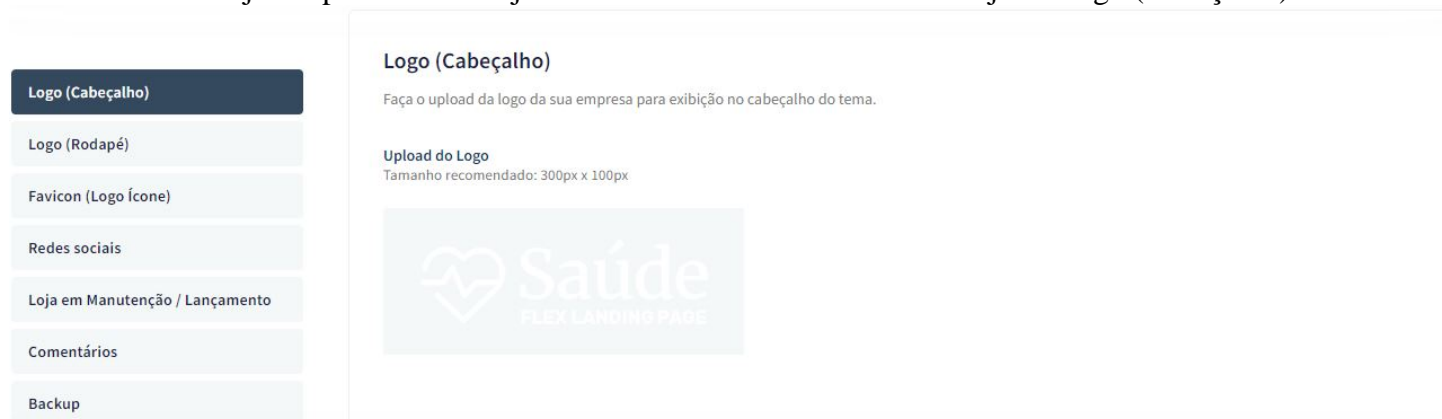 Logo (Cabeçalho)
Logo (Rodapé)
Favicon (Logo Ícone)
Redes sociais
Loja em Manutenção / Lançamento
Comentários
Backup
Logo (Cabeçalho)
Faça o upload da logo da sua empresa para exibição no cabeçalho do tema.
Upload do Logo
Tamanho recomendado: 300px x 100px
Saúde
FLEX LANDING PAGE